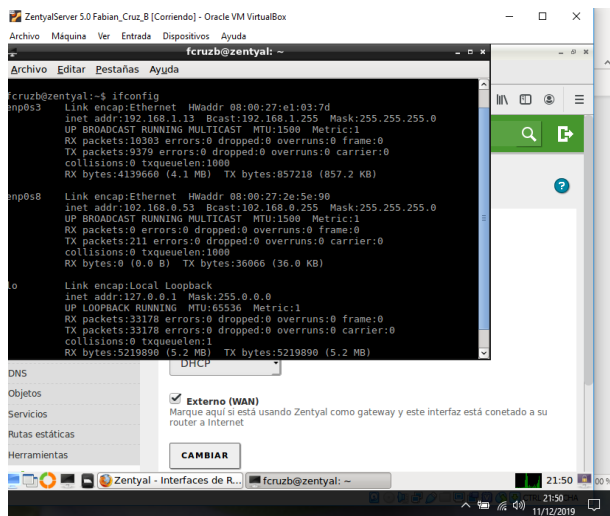 ZentyalServer 5.0 Fabian_Cruz_B [Corriendo] - Oracle VM VirtualBox
Archivo Máquina Ver Entrada Dispositivos Ayuda
fcruzb@zentyal: ~
Archivo Editar Pestañas Ayuda
fcruzb@zentyal:~$ ifconfig
enp0s3 Link encap:Ethernet HWaddr 08:00:27:e1:03:7d
inet addr:192.168.1.13 Bcast:192.168.1.255 Mask:255.255.255.0
UP BROADCAST RUNNING MULTICAST MTU:1500 Metric:1
RX packets:10303 errors:0 dropped:0 overruns:0 frame:0
TX packets:9379 errors:0 dropped:0 overruns:0 carrier:0
collisions:0 txqueuelen:1000
RX bytes:4139660 (4.1 MB) TX bytes:857218 (857.2 KB)
enp0s8 Link encap:Ethernet HWaddr 08:00:27:2e:5e:90
inet addr:102.168.0.53 Bcast:102.168.0.255 Mask:255.255.255.0
UP BROADCAST RUNNING MULTICAST MTU:1500 Metric:1
RX packets:0 errors:0 dropped:0 overruns:0 frame:0
TX packets:211 errors:0 dropped:0 overruns:0 carrier:0
collisions:0 txqueuelen:1000
RX bytes:0 (0.0 B) TX bytes:36066 (36.0 KB)
lo Link encap:Local Loopback
inet addr:127.0.0.1 Mask:255.0.0.0
UP LOOPBACK RUNNING MTU:65536 Metric:1
RX packets:33178 errors:0 dropped:0 overruns:0 frame:0
TX packets:33178 errors:0 dropped:0 overruns:0 carrier:0
collisions:0 txqueuelen:1
RX bytes:5219890 (5.2 MB) TX bytes:5219890 (5.2 MB)
DHCP
DNS
Objetos
Servicios
Rutas estáticas
Herramientas
Externo (WAN)
Marque aquí si está usando Zentyal como gateway y este interfaz está conetado a su
router a Internet
CAMBIAR
Zentyal - Interfaces de R...
fcruzb@zentyal: ~
21:50
21:50
11/12/2019